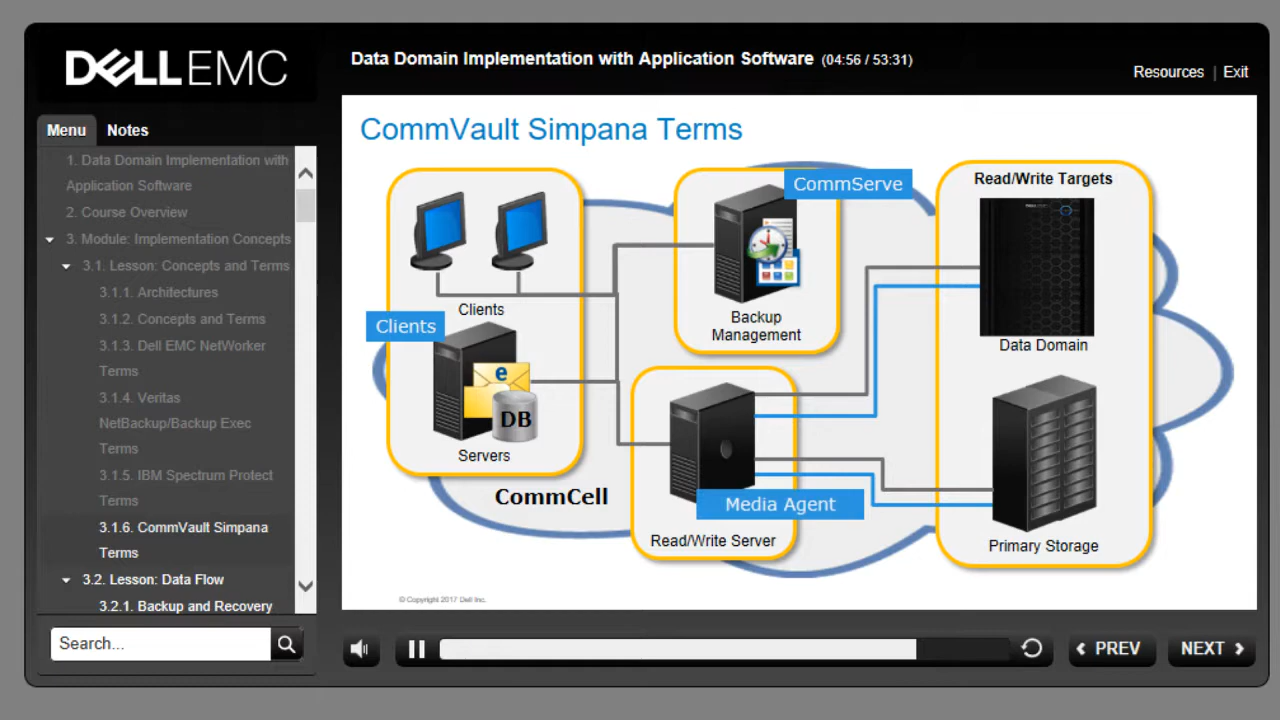 DELLEMC
Data Domain Implementation with Application Software (04:56 / 53:31)
Resources | Exit
Menu
Notes
1. Data Domain Implementation with
Application Software
2. Course Overview
3. Module: Implementation Concepts
3.1. Lesson: Concepts and Terms
3.1.1. Architectures
3.1.2. Concepts and Terms
3.1.3. Dell EMC NetWorker
Terms
3.1.4. Veritas
NetBackup/Backup Exec
Terms
3.1.5. IBM Spectrum Protect
Terms
3.1.6. CommVault Simpana
Terms
3.2. Lesson: Data Flow
3.2.1. Backup and Recovery
Search...
CommVault Simpana Terms
Clients
Clients
e
DB
Servers
CommCell
CommServe
Backup
Management
Media Agent
Read/Write Server
Read/Write Targets
Data Domain
Primary Storage
© Copyright 2017 Dell Inc.
PREV
NEXT